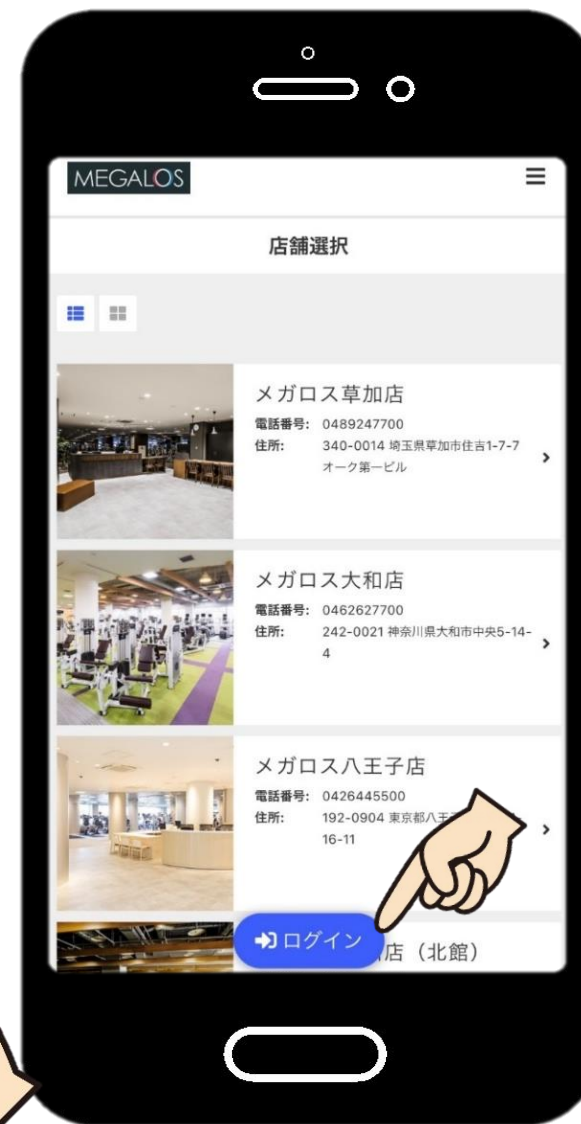 MEGALOS
店舗選択
メガロス草加店
電話番号: 0489247700
住所: 340-0014 埼玉県草加市住吉1-7-7
オーク第一ビル
メガロス大和店
電話番号: 0462627700
住所: 242-0021 神奈川県大和市中央5-14-
4
メガロス八王子店
電話番号: 0426445500
住所: 192-0904 東京都八王
16-11
ログイン
店（北館）